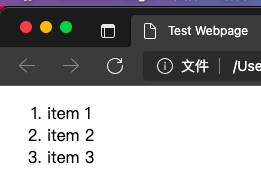 Test Webpage
文件 /Use
1. item 1
2. item 2
3. item 3